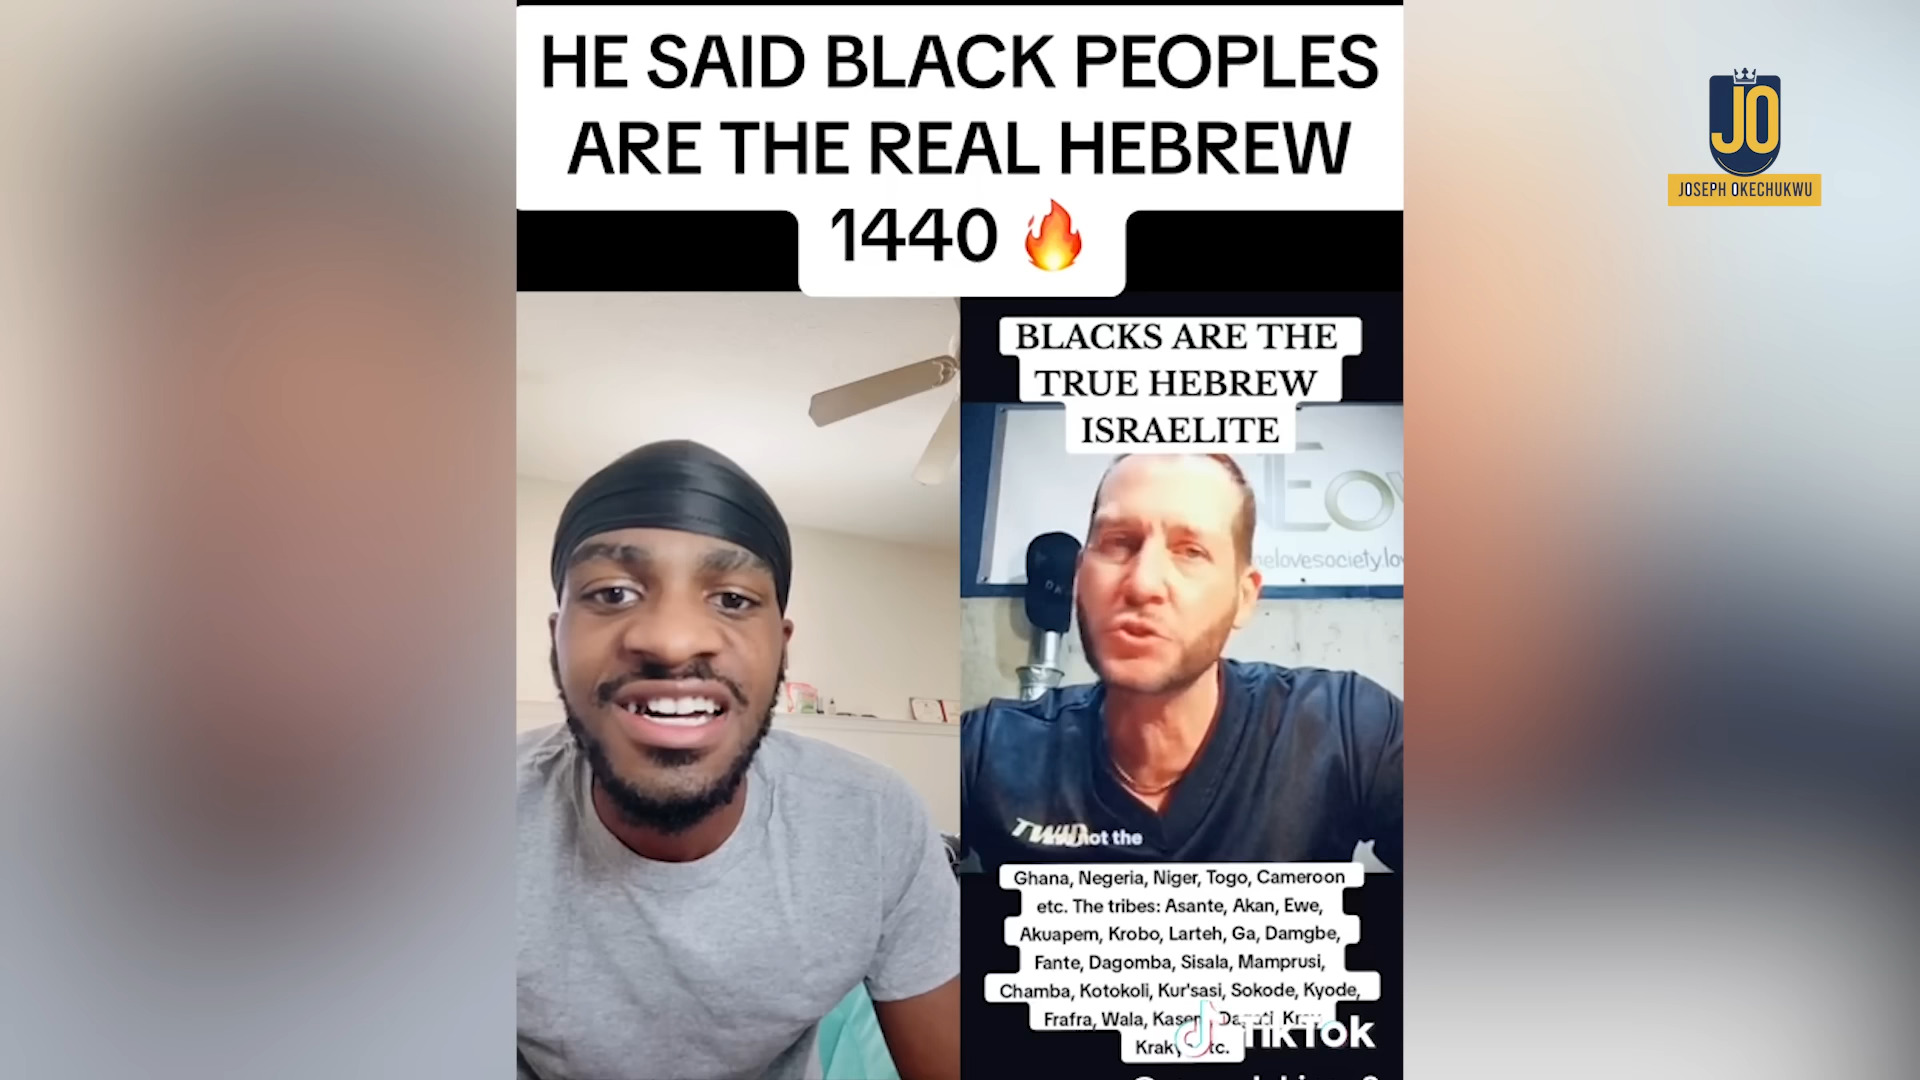 HE SAID BLACK PEOPLES
ARE THE REAL HEBREW
1440 🔥
JO
JOSEPH OKECHUKWU
BLACKS ARE THE
TRUE HEBREW
ISRAELITE
nelovesociety.lo
not the
Ghana, Negeria, Niger, Togo, Cameroon
etc. The tribes: Asante, Akan, Ewe,
Akuapem, Krobo, Larteh, Ga, Damgbe,
Fante, Dagomba, Sisala, Mamprusi,
Chamba, Kotokoli, Kur'sasi, Sokode, Kyode,
Frafra, Wala,
TikTok